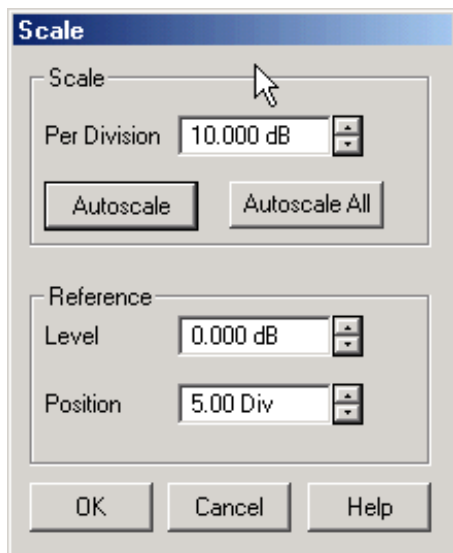 Scale
Scale
Per Division 10.000 dB
Autoscale Autoscale All
Reference
Level 0.000 dB
Position 5.00 Div
OK Cancel Help